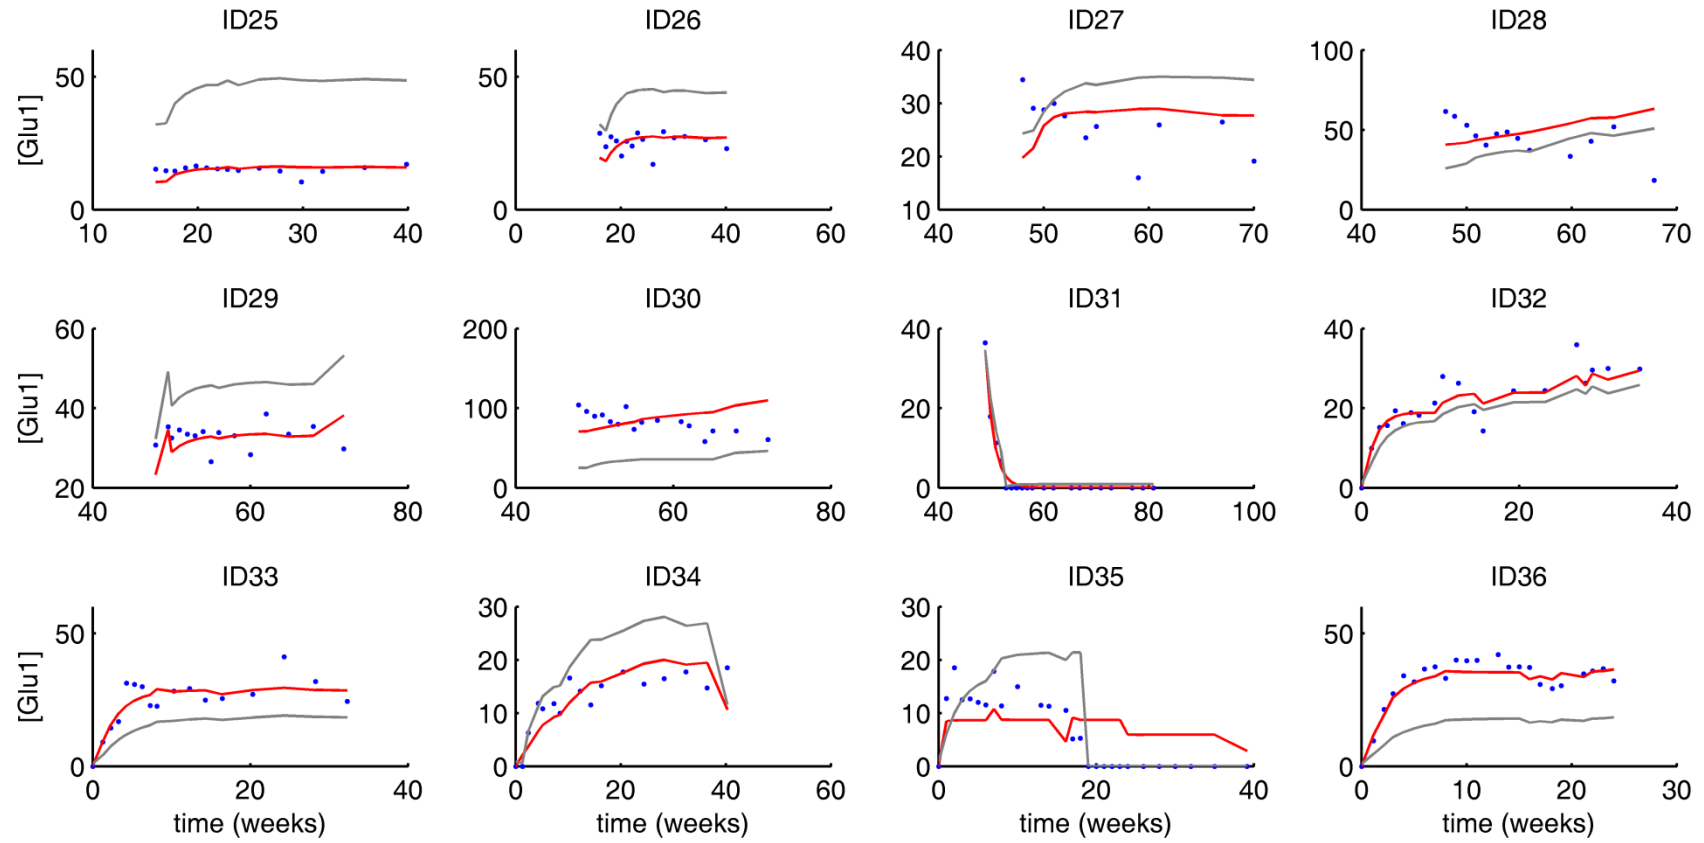 ID25 ID26 ID27 ID28
[Glu1]
50 50 40 100
30 50
20
0 0 10 0
10 20 30 40 0 20 40 60 40 50 60 70 40 50 60 70
ID29 ID30 ID31 ID32
[Glu1]
60 200 40 40
40 100 20 20
20 0 0 0
40 60 80 40 60 80 40 60 80 100 0 20 40
ID33 ID34 ID35 ID36
[Glu1]
50 30 30 50
20 20
10 10
0 0 0 0
0 20 40 0 20 40 60 0 20 40 0 10 20 30
time (weeks) time (weeks) time (weeks) time (weeks)